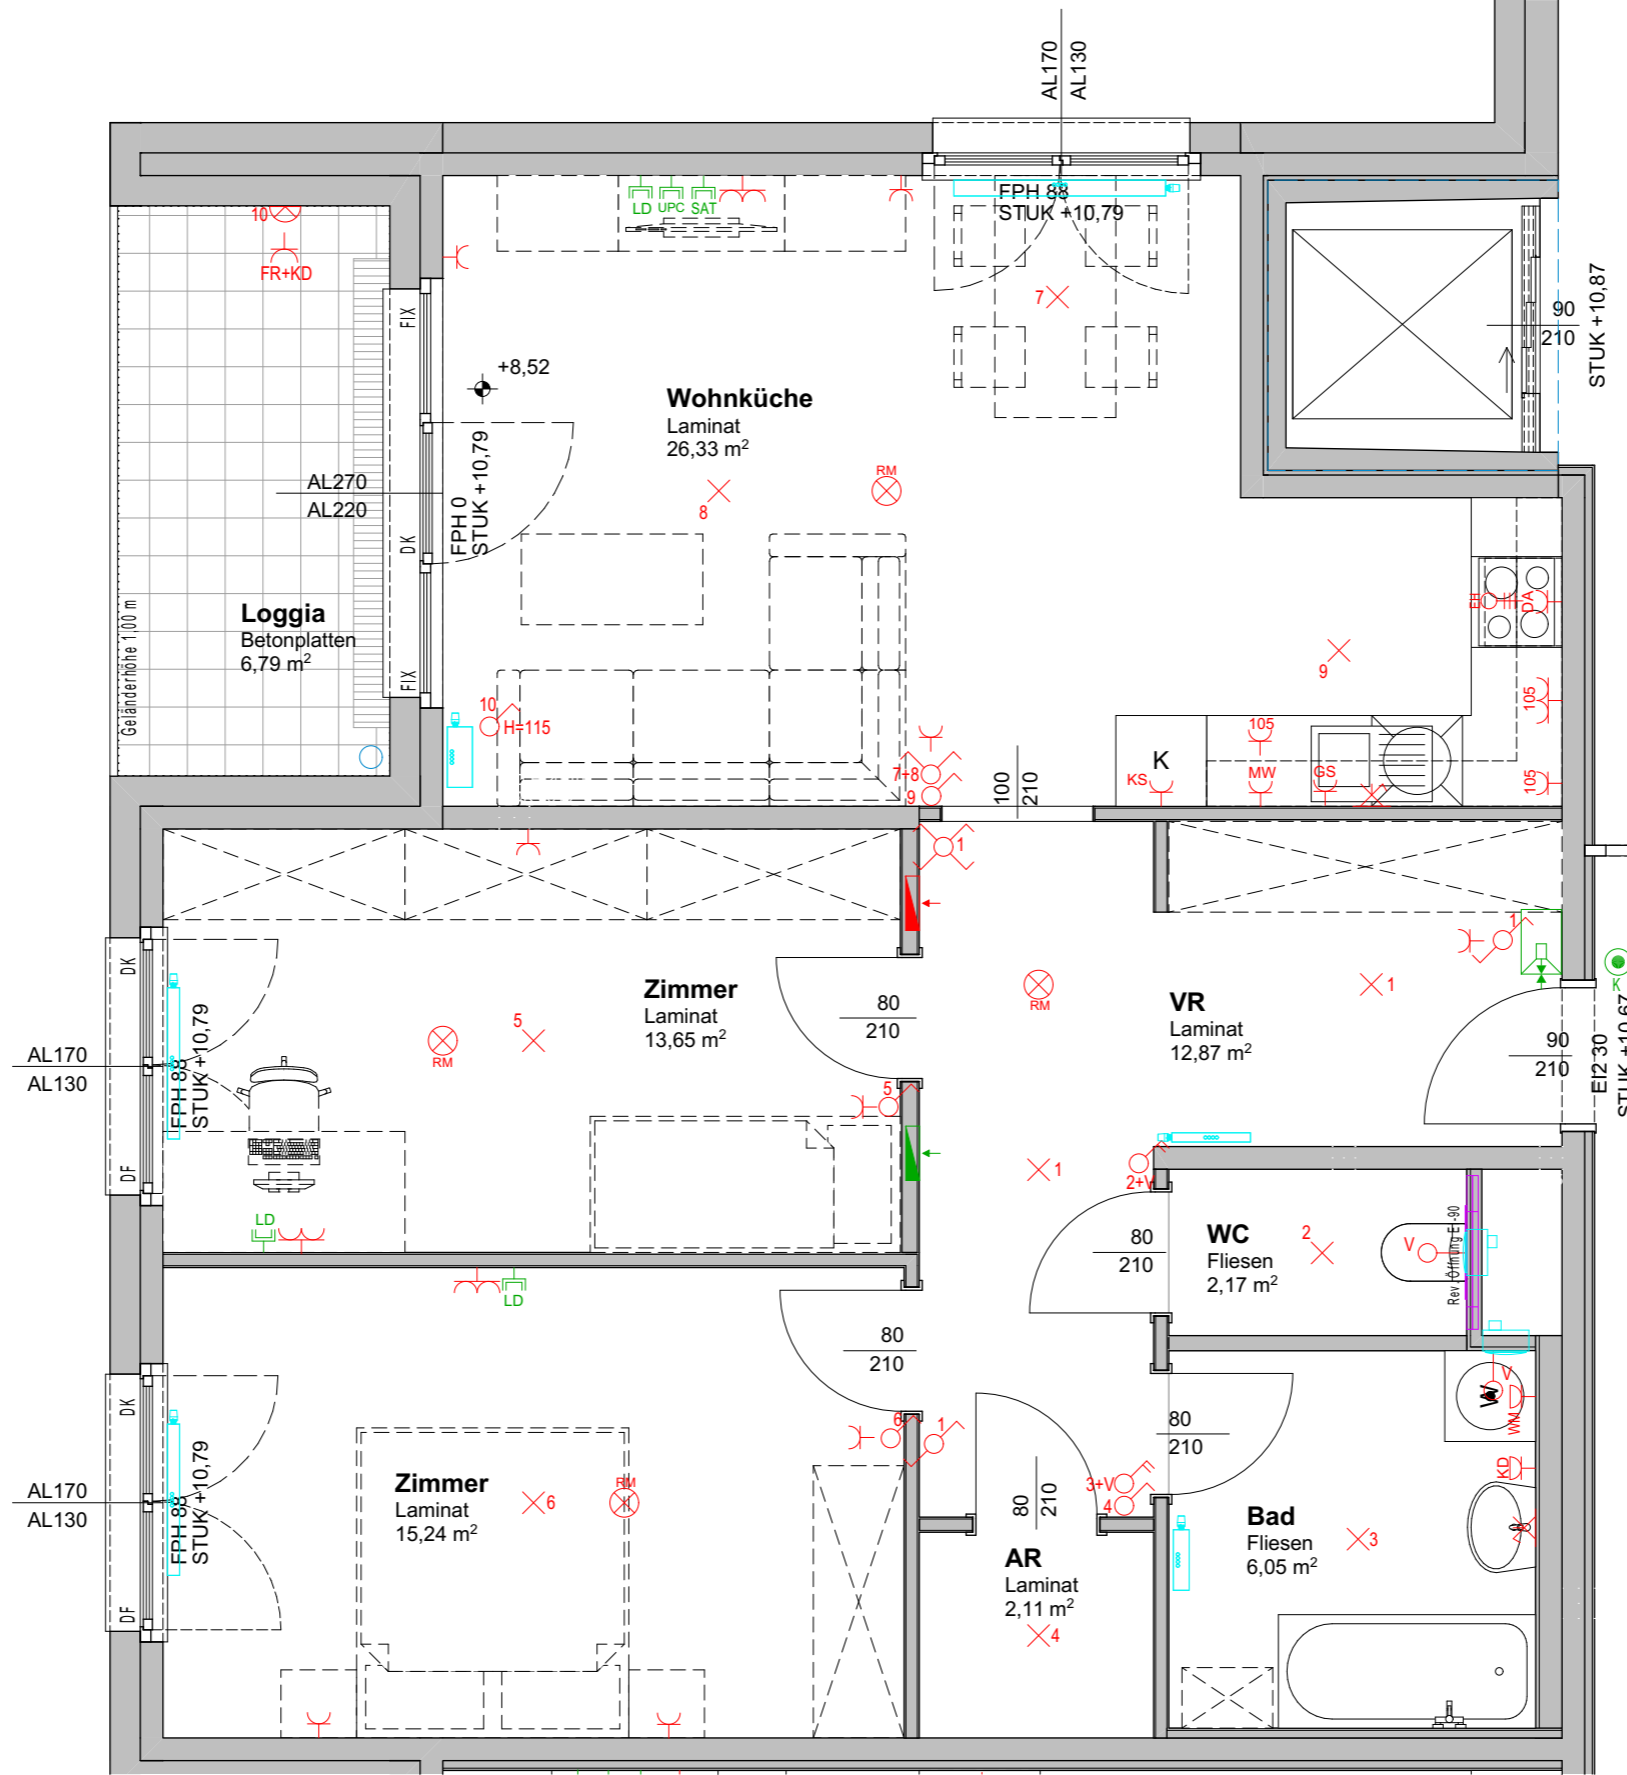 AL170
AL130
10
FR+KD
LD
UPC
SAT
FPH 88
STUK +10,79
7
FIX
+8,52
90
210
STUK +10,87
Wohnküche
Laminat
26,33 m²
AL270
AL220
FPH 0
STUK +10,79
DK
8
RM
Loggia
Betonplatten
6,79 m²
Geländerhöhe 1,00 m
FIX
10
H=115
EH
DA
9
105
105
105
7+8
9
100
210
K
KS
MW
GS
1
1
DK
Zimmer
Laminat
13,65 m²
5
RM
80
210
RM
VR
Laminat
12,87 m²
1
K
90
210
EI2 30
STUK +10,67
AL170
AL130
FPH 88
STUK +10,79
DF
5
1
2+V
LD
LD
80
210
WC
Fliesen
2,17 m²
2
V
80
210
V
W
WM
KD
DK
AL170
AL130
FPH 88
STUK +10,79
DF
Zimmer
Laminat
15,24 m²
6
RM
6
1
80
210
80
210
3+V
4
AR
Laminat
2,11 m²
4
Bad
Fliesen
6,05 m²
3